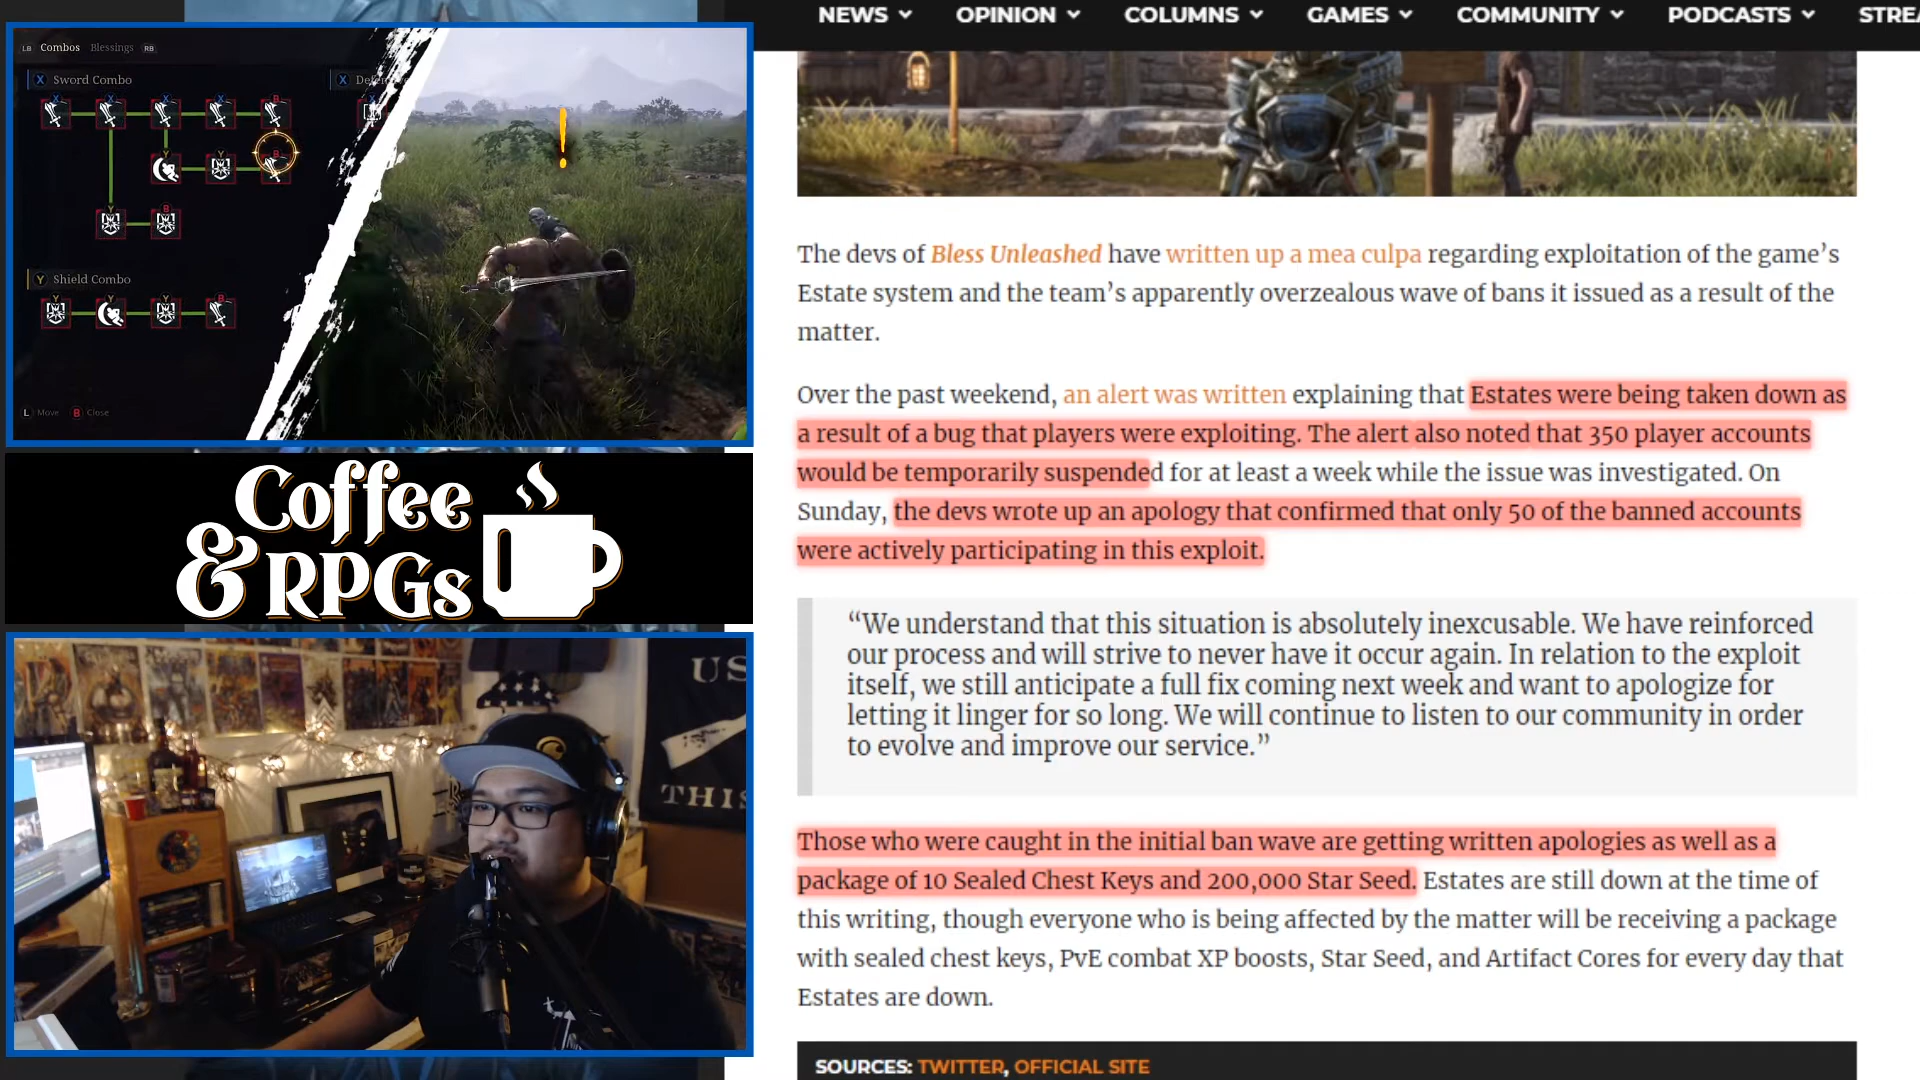 NEWS OPINION COLUMNS GAMES COMMUNITY PODCASTS STREA
LB Combos Blessings RB
X Sword Combo
X Defen
X Y X X B
Y Y B
Y B
Y Shield Combo
Y Y Y B
L Move B Close
Coffee
& RPGs
US
THIS
The devs of Bless Unleashed have written up a mea culpa regarding exploitation of the game’s
Estate system and the team’s apparently overzealous wave of bans it issued as a result of the
matter.
Over the past weekend, an alert was written explaining that Estates were being taken down as
a result of a bug that players were exploiting. The alert also noted that 350 player accounts
would be temporarily suspended for at least a week while the issue was investigated. On
Sunday, the devs wrote up an apology that confirmed that only 50 of the banned accounts
were actively participating in this exploit.
“We understand that this situation is absolutely inexcusable. We have reinforced
our process and will strive to never have it occur again. In relation to the exploit
itself, we still anticipate a full fix coming next week and want to apologize for
letting it linger for so long. We will continue to listen to our community in order
to evolve and improve our service.”
Those who were caught in the initial ban wave are getting written apologies as well as a
package of 10 Sealed Chest Keys and 200,000 Star Seed. Estates are still down at the time of
this writing, though everyone who is being affected by the matter will be receiving a package
with sealed chest keys, PvE combat XP boosts, Star Seed, and Artifact Cores for every day that
Estates are down.
SOURCES: TWITTER, OFFICIAL SITE